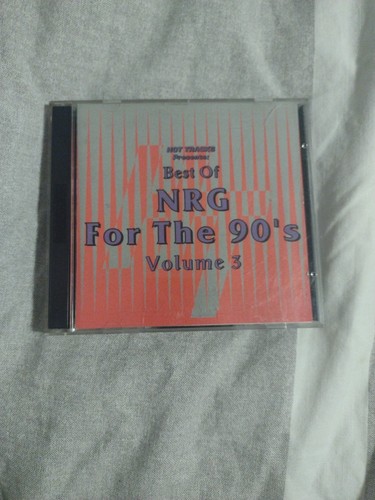 HOT TRACKS
Presents:
Best Of
NRG
For The 90's
Volume 3